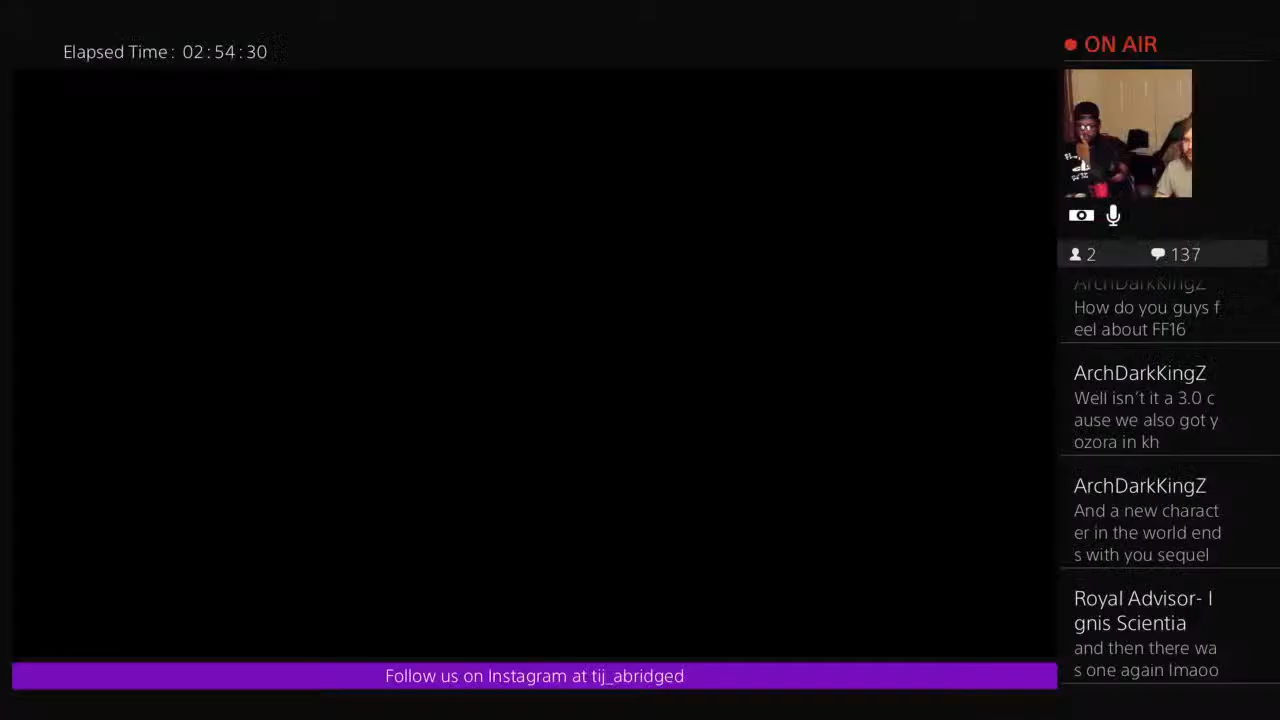 Elapsed Time: 02:54:30
ON AIR
2 137
ArchDarkKingZ
How do you guys f
eel about FF16
ArchDarkKingZ
Well isn't it a 3.0 c
ause we also got y
ozora in kh
ArchDarkKingZ
And a new charact
er in the world end
s with you sequel
Royal Advisor- I
gnis Scientia
and then there wa
s one again lmaoo
Follow us on Instagram at tij_abridged